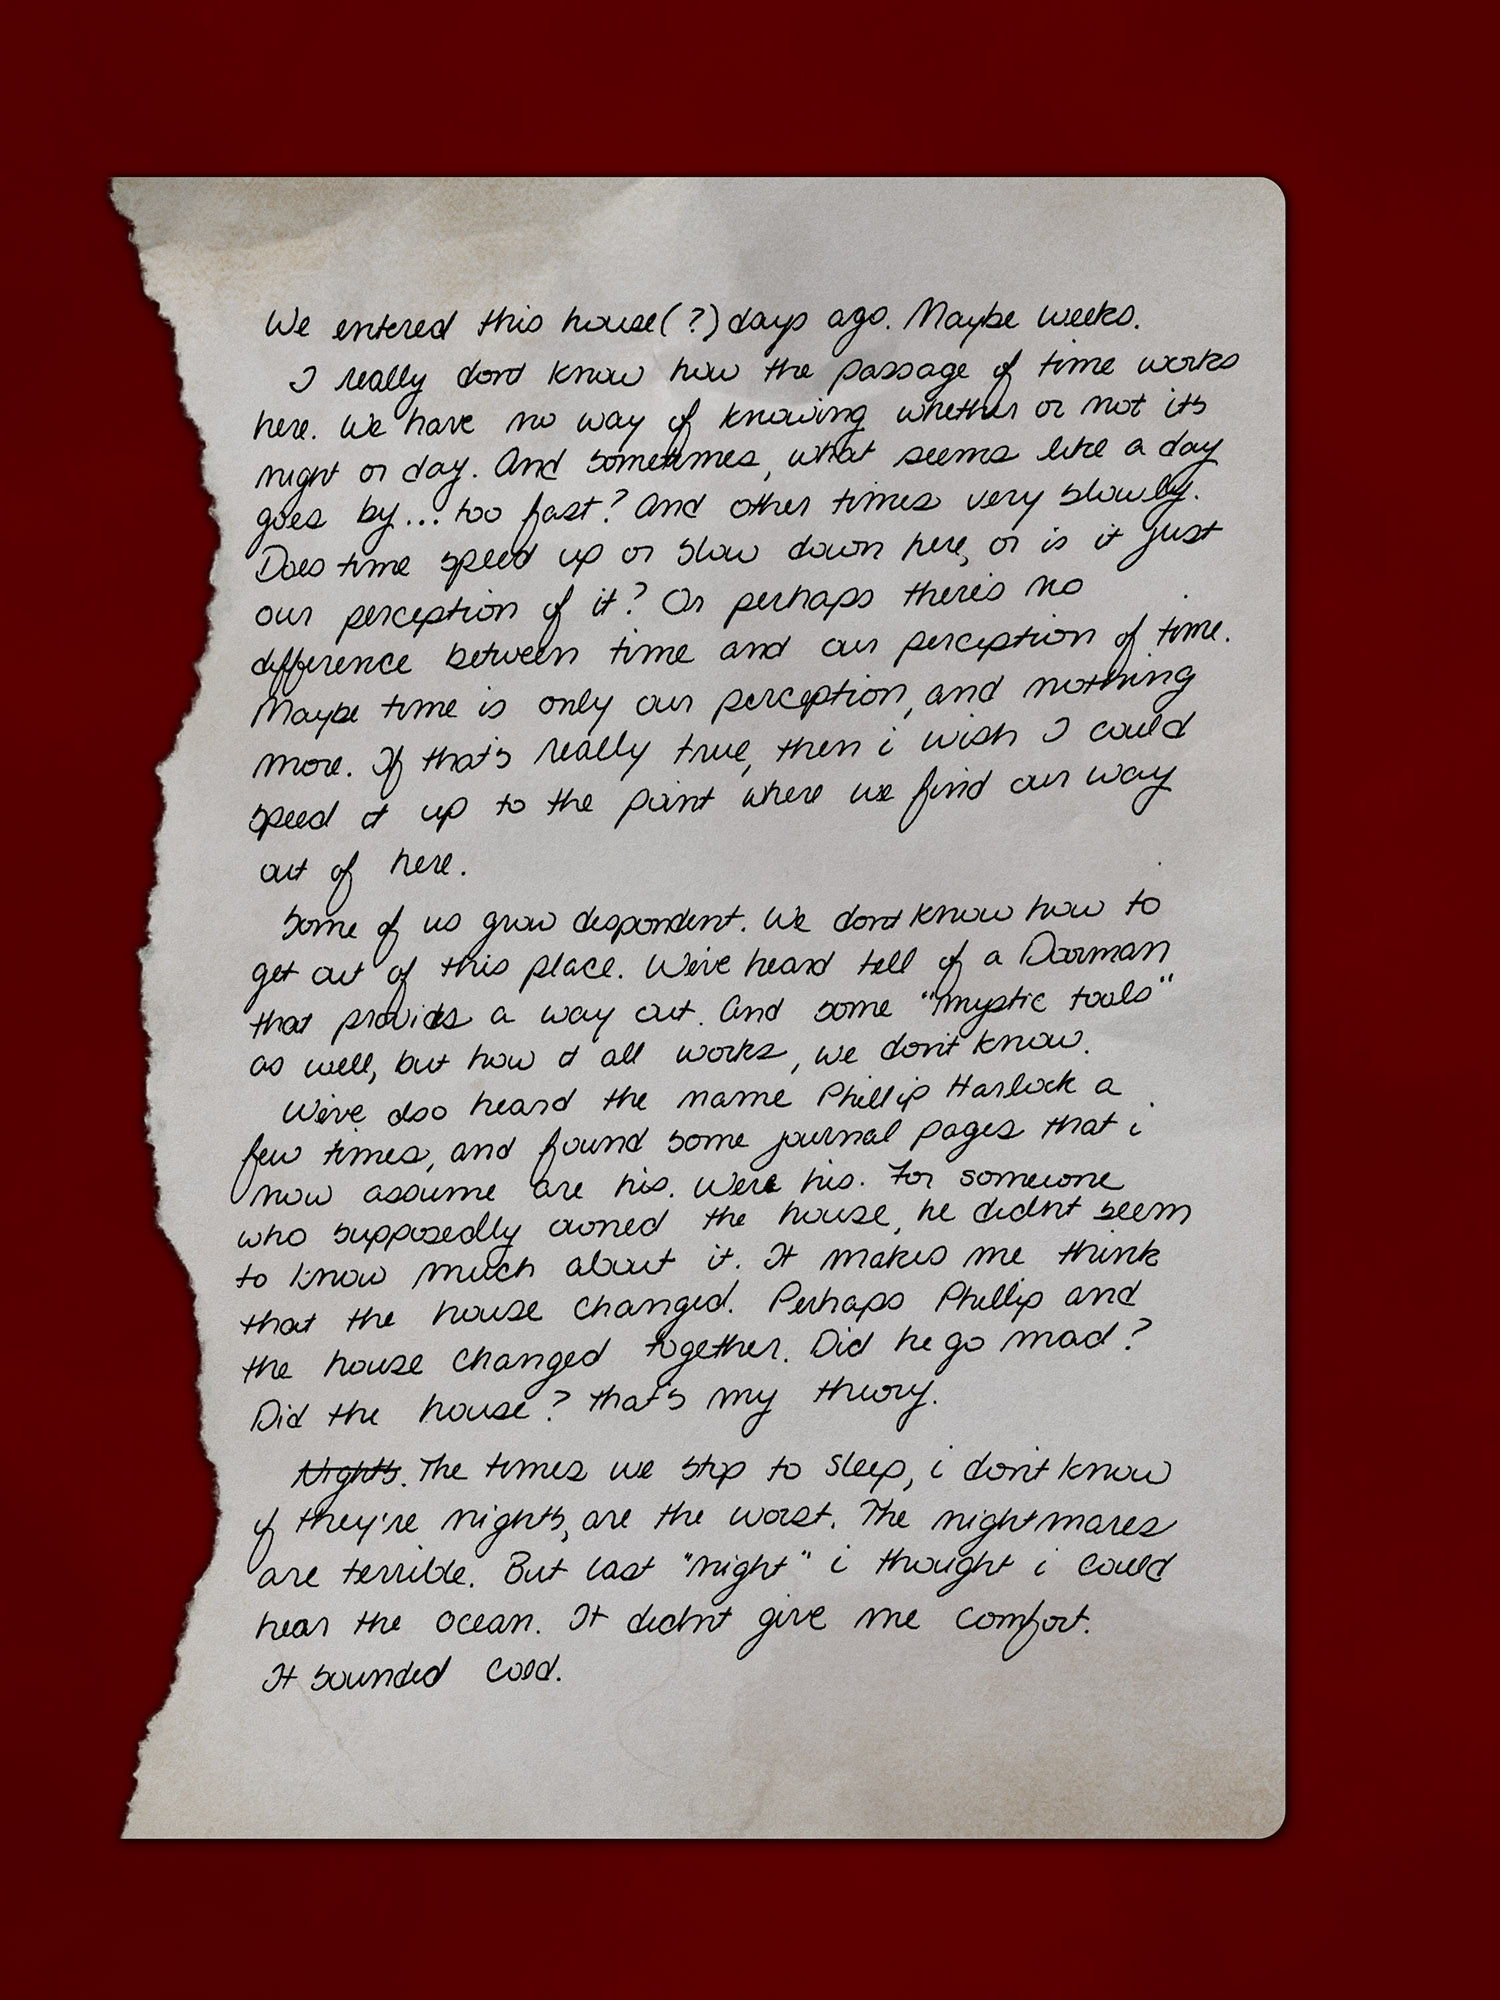 We entered this house(?) days ago. Maybe weeks.
I really dont know how the passage of time works
here. We have no way of knowing whether or not it's
night or day. And sometimes, what seems like a day
goes by... too fast? And other times very slowly.
Does time speed up or slow down here, or is it just
our perception of it? Or perhaps there's no
difference between time and our perception of time.
Maybe time is only our perception, and nothing
more. If that's really true, then i wish I could
speed it up to the point where we find our way
out of here.
Some of us grow despondent. We dont know how to
get out of this place. We've heard tell of a Doorman
that provides a way out. And some "mystic tools"
as well, but how it all works, we don't know.
We've also heard the name Phillip Harlock a
few times, and found some journal pages that i
now assume are his. Were his. For someone
who supposedly owned the house, he didn't seem
to know much about it. It makes me think
that the house changed. Perhaps Phillip and
the house changed together. Did he go mad?
Did the house? that's my theory.
Nights. The times we stop to sleep, i don't know
if they're nights, are the worst. The nightmares
are terrible. But last "night" i thought i could
hear the ocean. It didn't give me comfort.
It sounded cold.